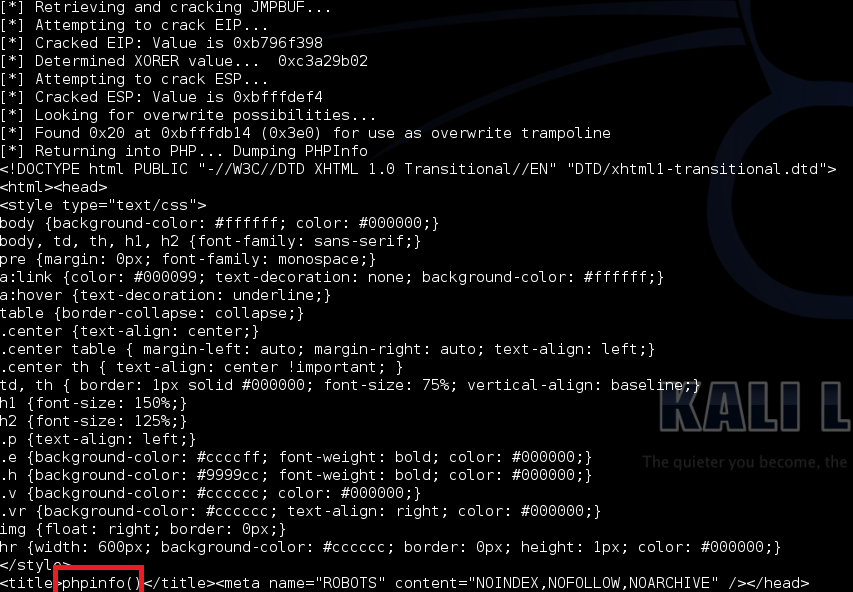 [*] Retrieving and cracking JMPBUF...
[*] Attempting to crack EIP...
[*] Cracked EIP: Value is 0xb796f398
[*] Determined XORER value...  0xc3a29b02
[*] Attempting to crack ESP...
[*] Cracked ESP: Value is 0xbfffdef4
[*] Looking for overwrite possibilities...
[*] Found 0x20 at 0xbfffdb14 (0x3e0) for use as overwrite trampoline
[*] Returning into PHP... Dumping PHPInfo
<!DOCTYPE html PUBLIC "-//W3C//DTD XHTML 1.0 Transitional//EN" "DTD/xhtml1-transitional.dtd">
<html><head>
<style type="text/css">
body {background-color: #ffffff; color: #000000;}
body, td, th, h1, h2 {font-family: sans-serif;}
pre {margin: 0px; font-family: monospace;}
a:link {color: #000099; text-decoration: none; background-color: #ffffff;}
a:hover {text-decoration: underline;}
table {border-collapse: collapse;}
.center {text-align: center;}
.center table { margin-left: auto; margin-right: auto; text-align: left;}
.center th { text-align: center !important; }
td, th { border: 1px solid #000000; font-size: 75%; vertical-align: baseline;}
h1 {font-size: 150%;}
h2 {font-size: 125%;}
.p {text-align: left;}
.e {background-color: #ccccff; font-weight: bold; color: #000000;}
.h {background-color: #9999cc; font-weight: bold; color: #000000;}
.v {background-color: #cccccc; color: #000000;}
.vr {background-color: #cccccc; text-align: right; color: #000000;}
img {float: right; border: 0px;}
hr {width: 600px; background-color: #cccccc; border: 0px; height: 1px; color: #000000;}
</style>
<title>phpinfo()</title><meta name="ROBOTS" content="NOINDEX,NOFOLLOW,NOARCHIVE" /></head>
KALI L
The quieter you become, the